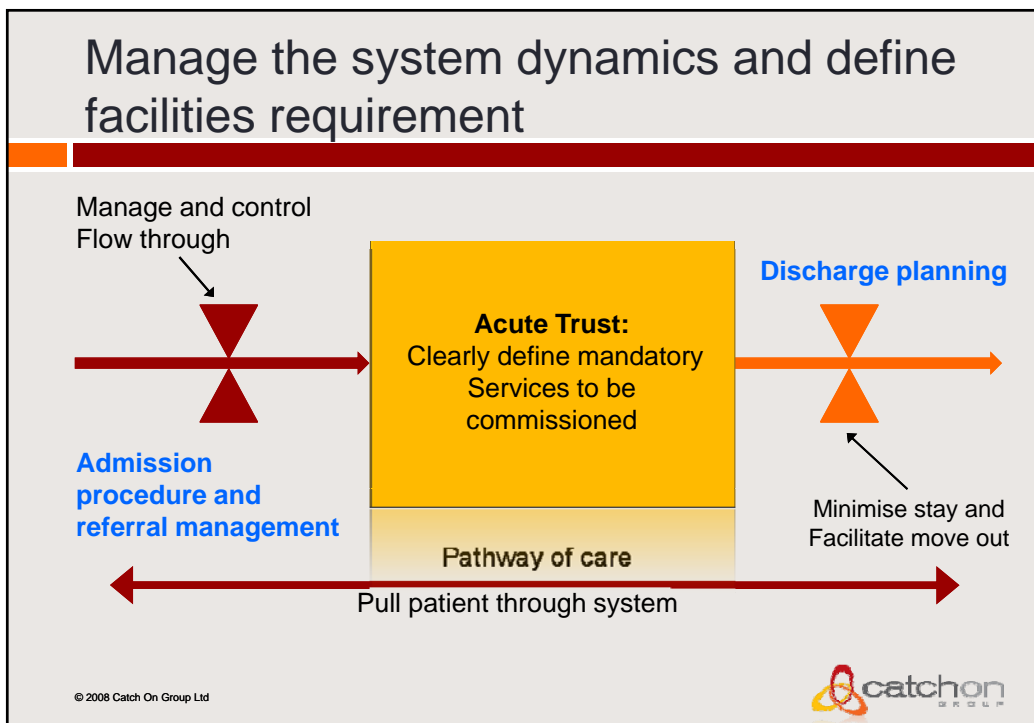 Manage the system dynamics and define
facilities requirement
Manage and control
Flow through
Acute Trust:
Clearly define mandatory
Services to be
commissioned
Discharge planning
Admission
procedure and
referral management
Minimise stay and
Facilitate move out
Pathway of care
Pull patient through system
© 2008 Catch On Group Ltd
catchon
GROUP